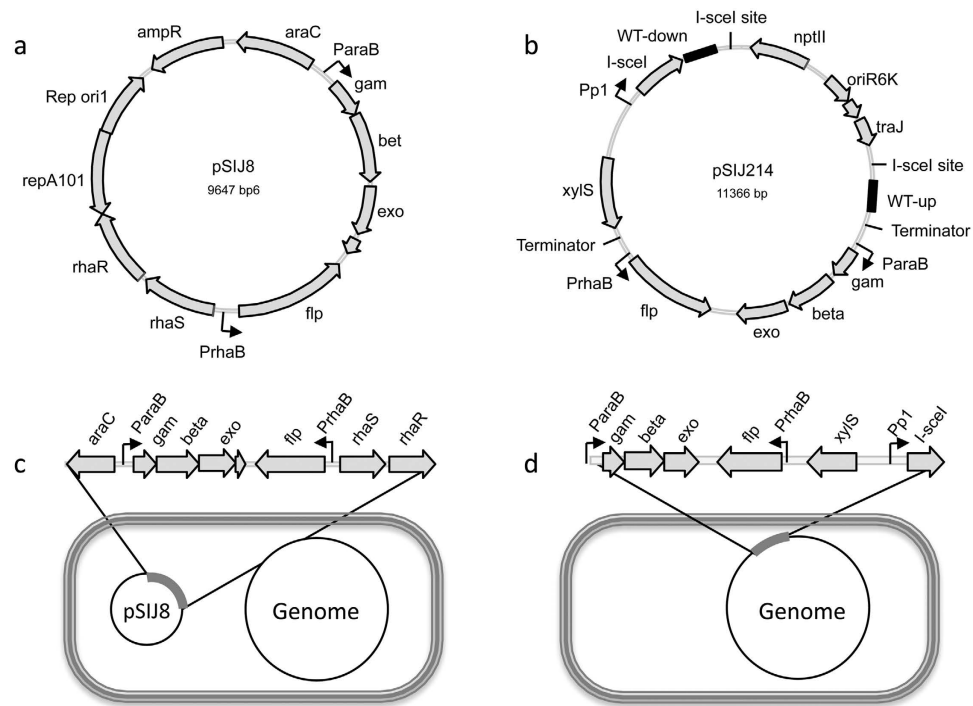 a
ampR
araC
ParaB
gam
Rep ori1
bet
pSIJ8
9647 bp6
repA101
exo
rhaR
rhaS
flp
PrhaB
b
I-sceI site
WT-down
nptII
I-sceI
oriR6K
Pp1
traJ
pSIJ214
11366 bp
I-sceI site
xylS
WT-up
Terminator
Terminator
ParaB
PrhaB
gam
flp
beta
exo
c
araC
ParaB
gam
beta
exo
flp
PrhaB
rhaS
rhaR
pSIJ8
Genome
d
ParaB
gam
beta
exo
flp
PrhaB
xylS
Pp1
I-sceI
Genome